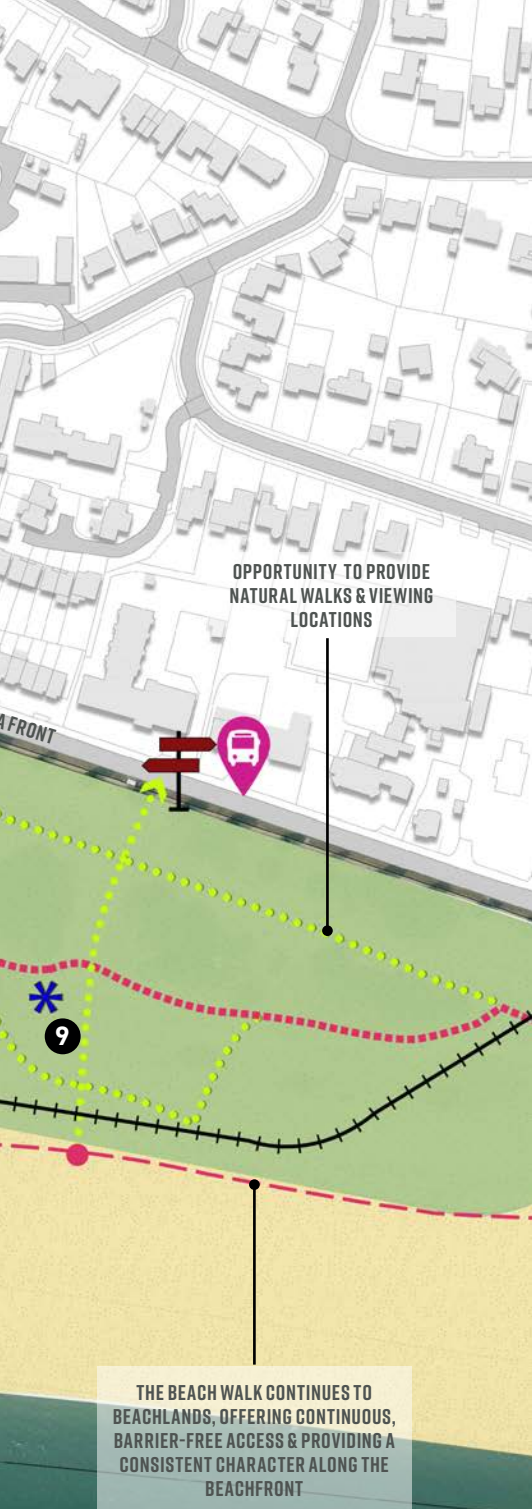 OPPORTUNITY TO PROVIDE
NATURAL WALKS & VIEWING
LOCATIONS
A FRONT
9
THE BEACH WALK CONTINUES TO
BEACHLANDS, OFFERING CONTINUOUS,
BARRIER-FREE ACCESS & PROVIDING A
CONSISTENT CHARACTER ALONG THE
BEACHFRONT